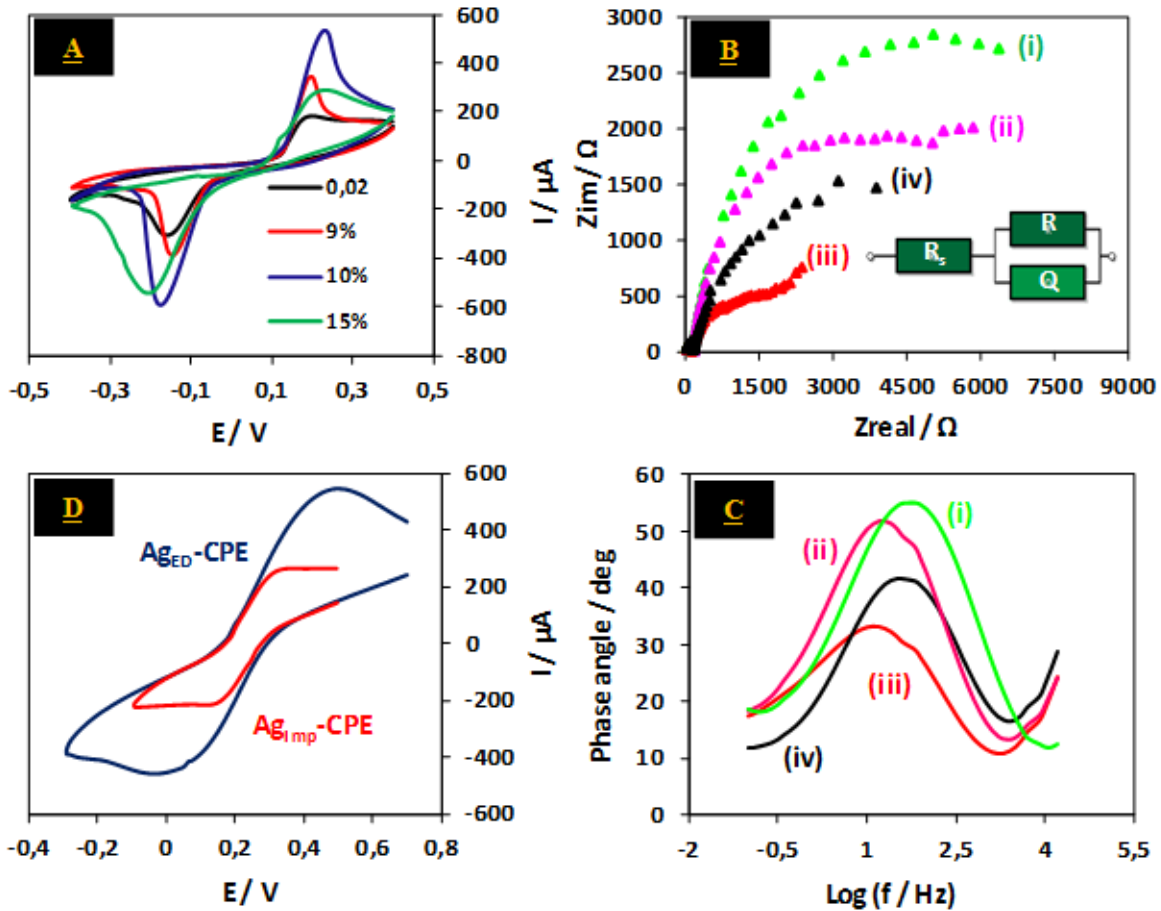 A
600
400
200
0
-200
-400
-600
-800
I / µA
0,02
9%
10%
15%
-0,5 -0,3 -0,1 0,1 0,3 0,5
E / V
B
3000
2500
2000
1500
1000
500
0
Zim / Ω
(i)
(ii)
(iv)
(iii)
Rs
R
Q
0 1500 3000 4500 6000 7500 9000
Zreal / Ω
D
600
400
200
0
-200
-400
-600
I / µA
AgED-CPE
AgImp-CPE
-0,4 -0,2 0 0,2 0,4 0,6 0,8
E / V
C
60
50
40
30
20
10
0
Phase angle / deg
(i)
(ii)
(iii)
(iv)
-2 -0,5 1 2,5 4 5,5
Log (f / Hz)